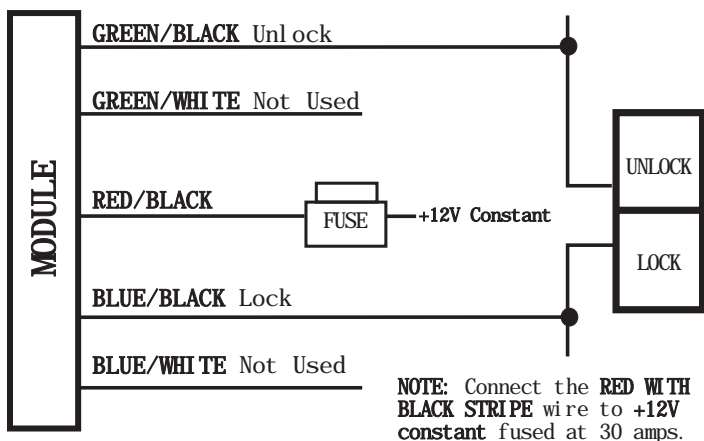 GREEN/BLACK Unlock
GREEN/WHITE Not Used
MODULE
RED/BLACK
FUSE
+12V Constant
UNLOCK
LOCK
BLUE/BLACK Lock
BLUE/WHITE Not Used
NOTE: Connect the RED WITH
BLACK STRIPE wire to +12V
constant fused at 30 amps.